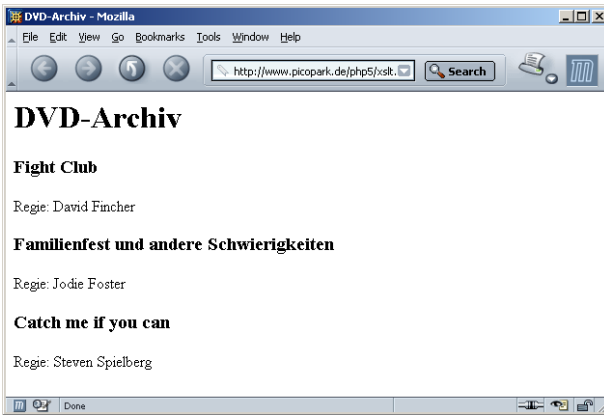 DVD-Archiv - Mozilla
File Edit View Go Bookmarks Tools Window Help
http://www.picopark.de/php5/xslt. Search
DVD-Archiv
Fight Club
Regie: David Fincher
Familienfest und andere Schwierigkeiten
Regie: Jodie Foster
Catch me if you can
Regie: Steven Spielberg
Done